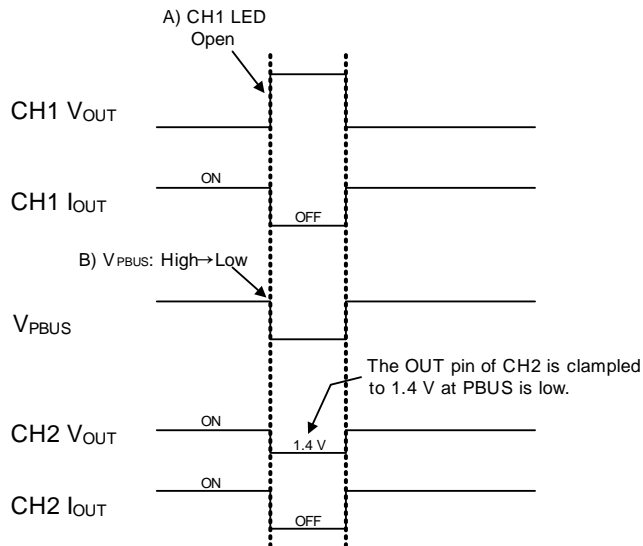 A) CH1 LED
Open
CH1 VOUT
ON
CH1 IOUT
OFF
B) VPBUS: High→Low
VPBUS
The OUT pin of CH2 is clamped
to 1.4 V at PBUS is low.
ON
CH2 VOUT
1.4 V
ON
CH2 IOUT
OFF